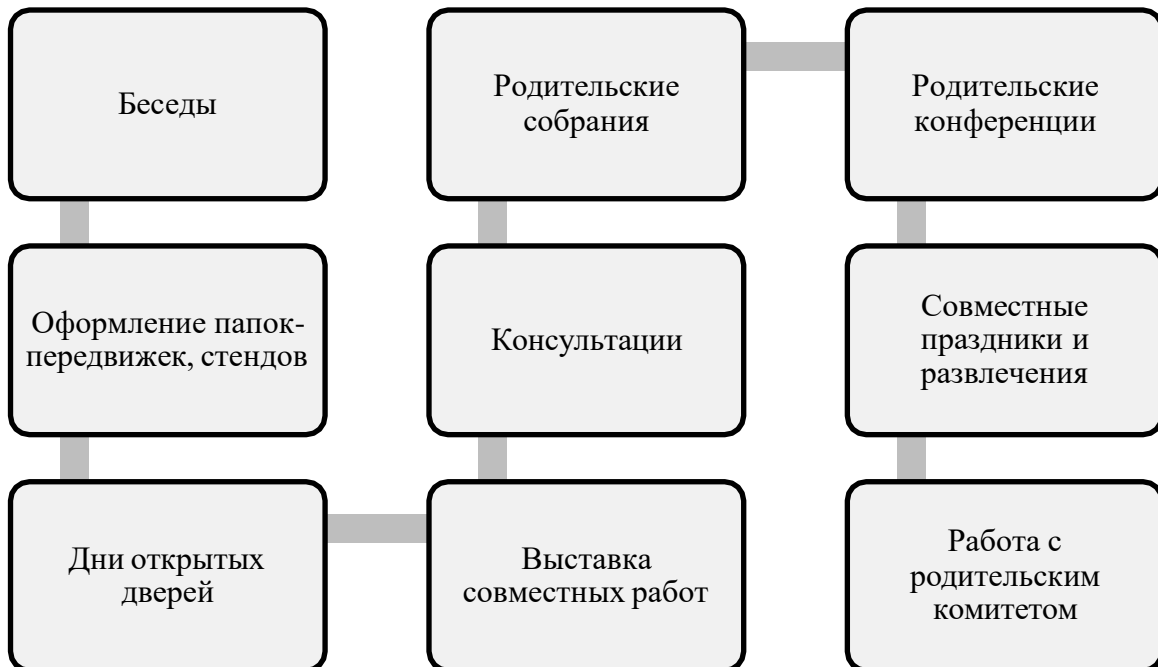 Беседы
Оформление папок-
передвижек, стендов
Дни открытых
дверей
Выставка
совместных работ
Консультации
Родительские
собрания
Родительские
конференции
Совместные
праздники и
развлечения
Работа с
родительским
комитетом